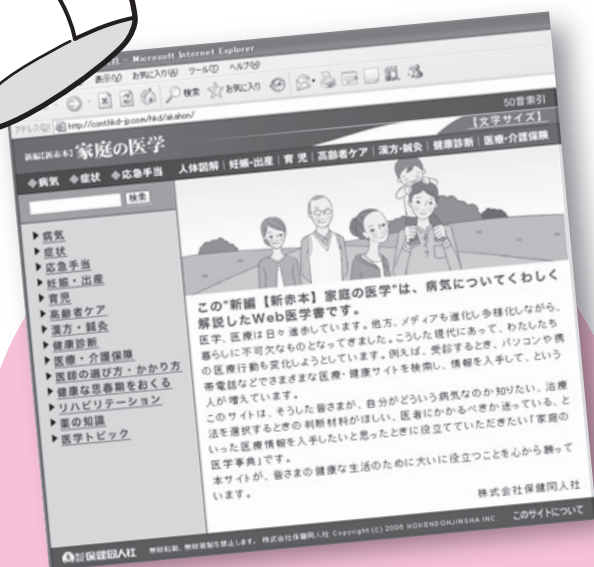 社 - Microsoft Internet Explorer
表示(V) お気に入り(A) ツール(T) ヘルプ(H)
検索 お気に入り
アドレス(D) http://cont.hkd-jp.com/hkd/akahon/
50音索引
新編【新赤本】家庭の医学
【文字サイズ】
◆病気 ◆症状 ◆応急手当 人体図解|妊娠・出産|育児|高齢者ケア|漢方・鍼灸|健康診断|医療・介護保険
検索
▶病気
▶症状
▶応急手当
▶妊娠・出産
▶育児
▶高齢者ケア
▶漢方・鍼灸
▶健康診断
▶医療・介護保険
▶医師の選び方・かかり方
▶健康な思春期をおくる
▶リハビリテーション
▶薬の知識
▶医学トピック
この"新編【新赤本】家庭の医学"は、病気についてくわしく
解説したWeb医学書です。
医学、医療は日々進歩しています。他方、メディアも進化し多様化しながら、
暮らしに不可欠なものとなってきました。こうした現代にあって、わたしたち
の医療行動も変化しようとしています。例えば、受診するとき、パソコンや携
帯電話などでさまざまな医療・健康サイトを検索し、情報を入手して、という
人が増えています。
このサイトは、そうした皆さまが、自分がどういう病気なのか知りたい、治療
法を選択するときの判断材料がほしい、医者にかかるべきか迷っている、と
いった医療情報を入手したいと思ったときに役立てていただきたい「家庭の
医学事典」です。
本サイトが、皆さまの健康な生活のために大いに役立つことを心から願って
います。
株式会社保健同人社
株式会社保健同人社 無断転載、無断複製を禁止します。 株式会社保健同人社 Copyright (c) 2005 HOKENDOHJINSHA INC. このサイトについて